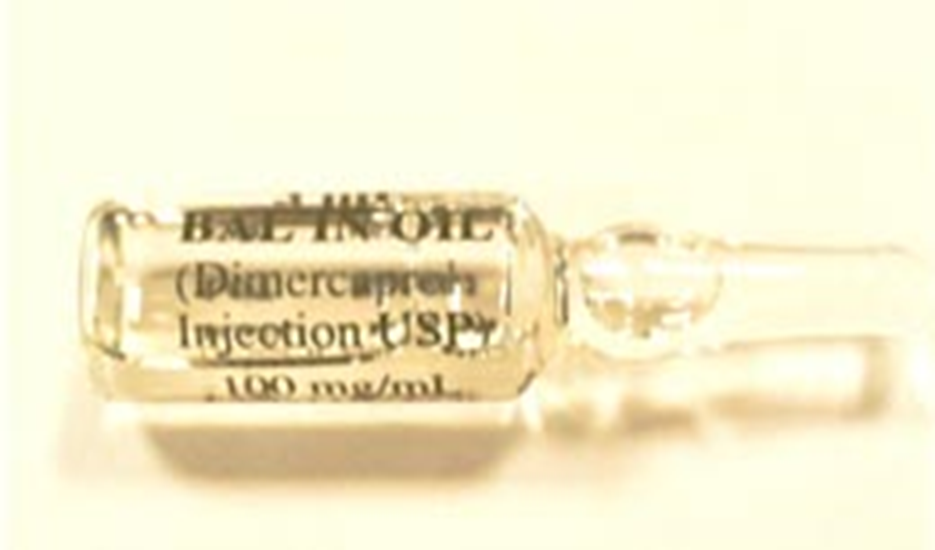 BAL IN OIL
(Dimercaprol
Injection USP)
100 mg/mL